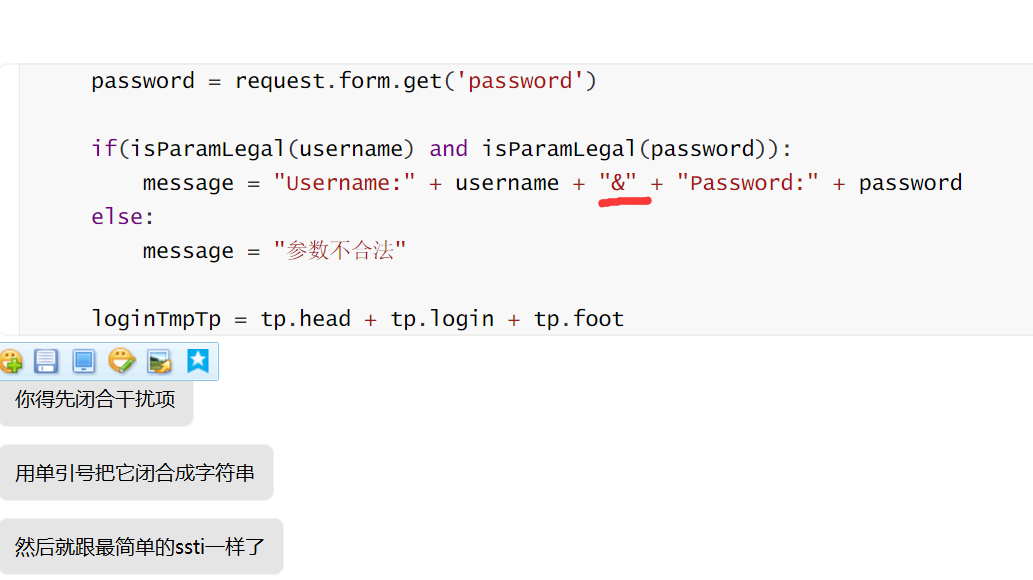 password = request.form.get('password')
if(isParamLegal(username) and isParamLegal(password)):
message = "Username:" + username + "&" + "Password:" + password
else:
message = "参数不合法"
loginTmpTp = tp.head + tp.login + tp.foot
你得先闭合干扰项
用单引号把它闭合成字符串
然后就跟最简单的ssti一样了